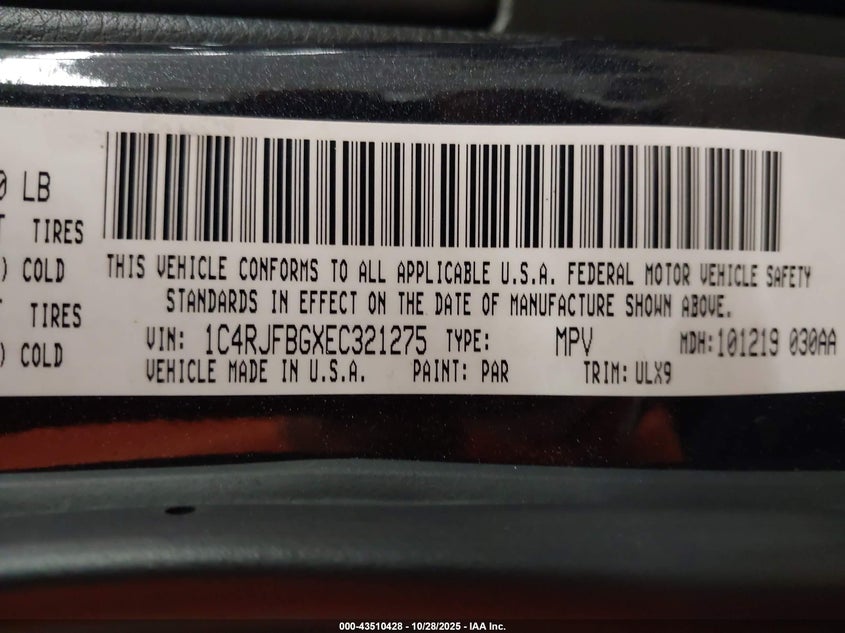 0 LB
TIRES
) COLD
TIRES
) COLD
THIS VEHICLE CONFORMS TO ALL APPLICABLE U.S.A. FEDERAL MOTOR VEHICLE SAFETY
STANDARDS IN EFFECT ON THE DATE OF MANUFACTURE SHOWN ABOVE.
VIN: 1C4RJFBGXEC321275 TYPE: MPV MDH:101219 030AA
VEHICLE MADE IN U.S.A. PAINT: PAR TRIM: ULX9
000-43510428 - 10/28/2025 - IAA Inc.